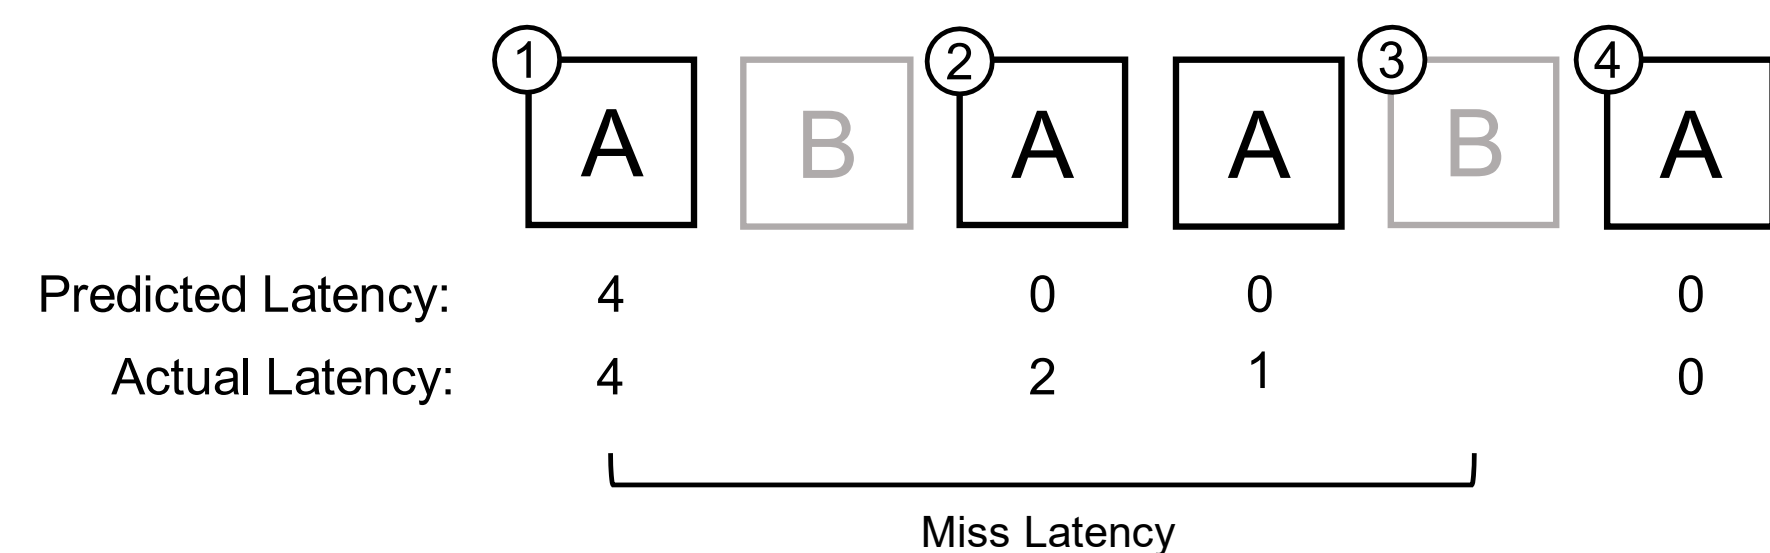 1 2 3 4
A B A A B A
Predicted Latency: 4 0 0 0
Actual Latency: 4 2 1 0
Miss Latency